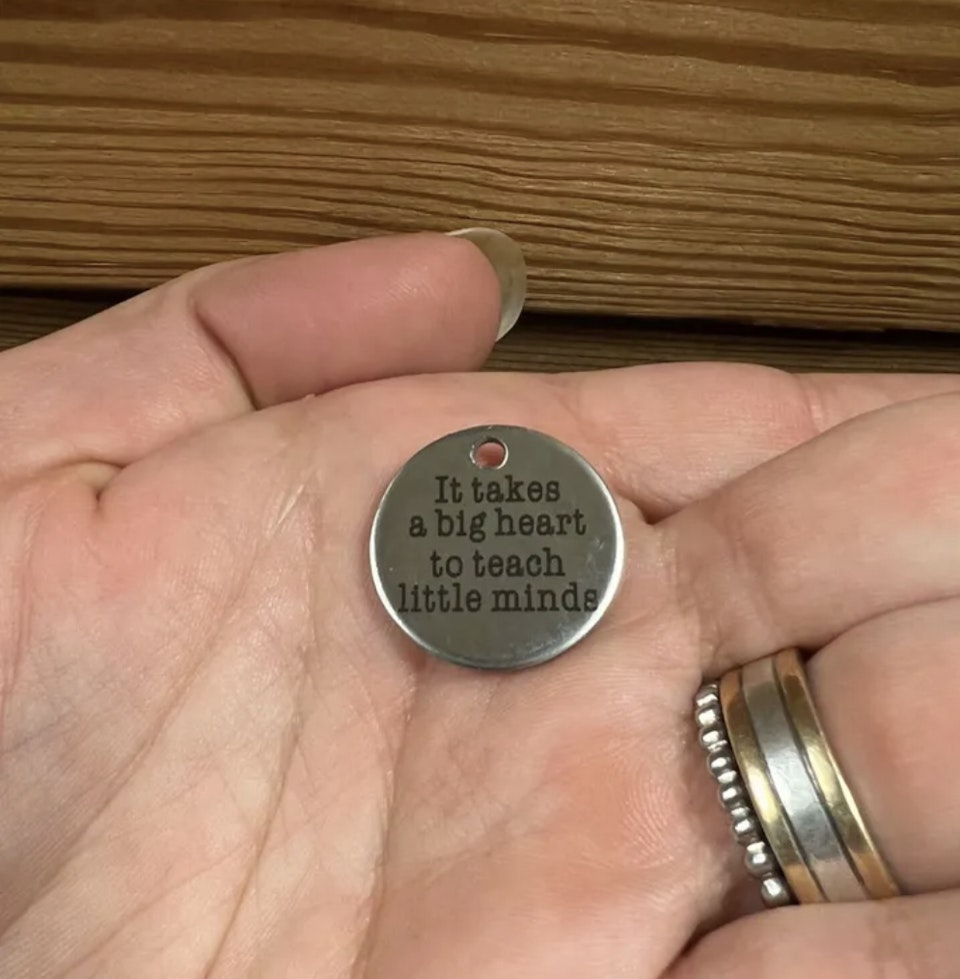 It takes
a big heart
to teach
little minds